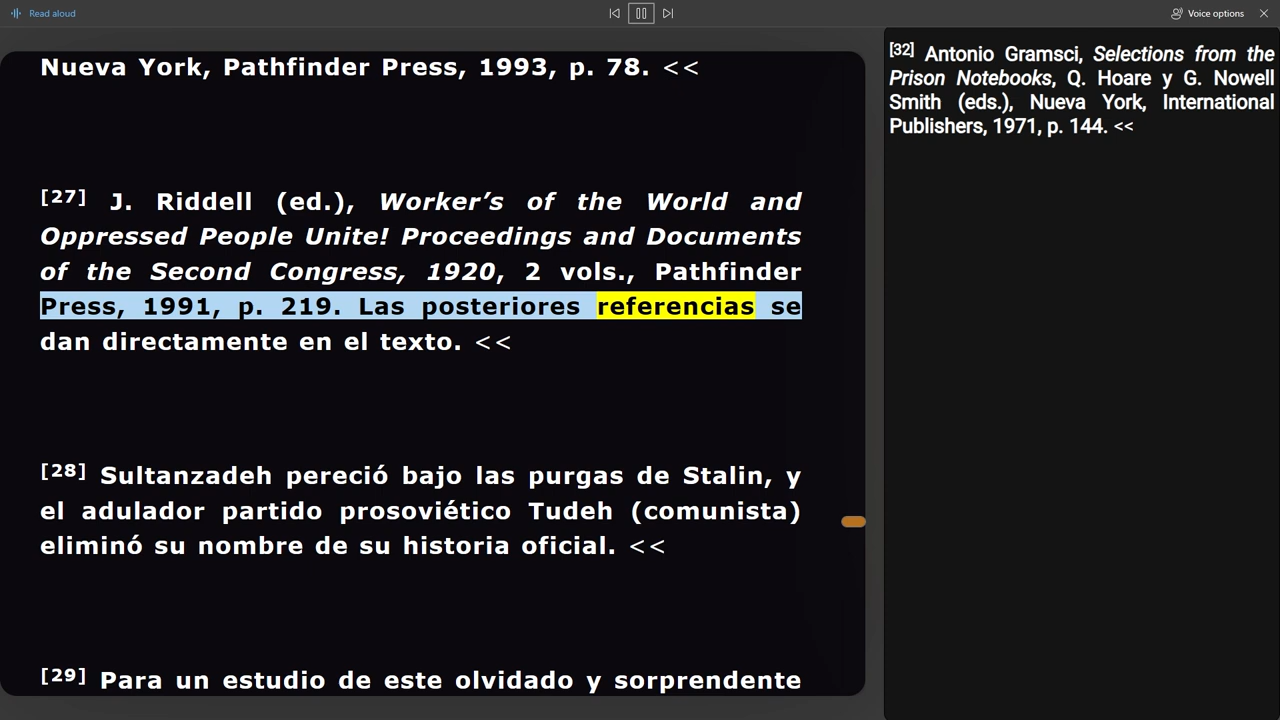 Read aloud
Voice options
Nueva York, Pathfinder Press, 1993, p. 78. <<
[27] J. Riddell (ed.), Worker’s of the World and
Oppressed People Unite! Proceedings and Documents
of the Second Congress, 1920, 2 vols., Pathfinder
Press, 1991, p. 219. Las posteriores referencias se
dan directamente en el texto. <<
[28] Sultanzadeh pereció bajo las purgas de Stalin, y
el adulador partido prosoviético Tudeh (comunista)
eliminó su nombre de su historia oficial. <<
[29] Para un estudio de este olvidado y sorprendente
[32] Antonio Gramsci, Selections from the
Prison Notebooks, Q. Hoare y G. Nowell
Smith (eds.), Nueva York, International
Publishers, 1971, p. 144. <<